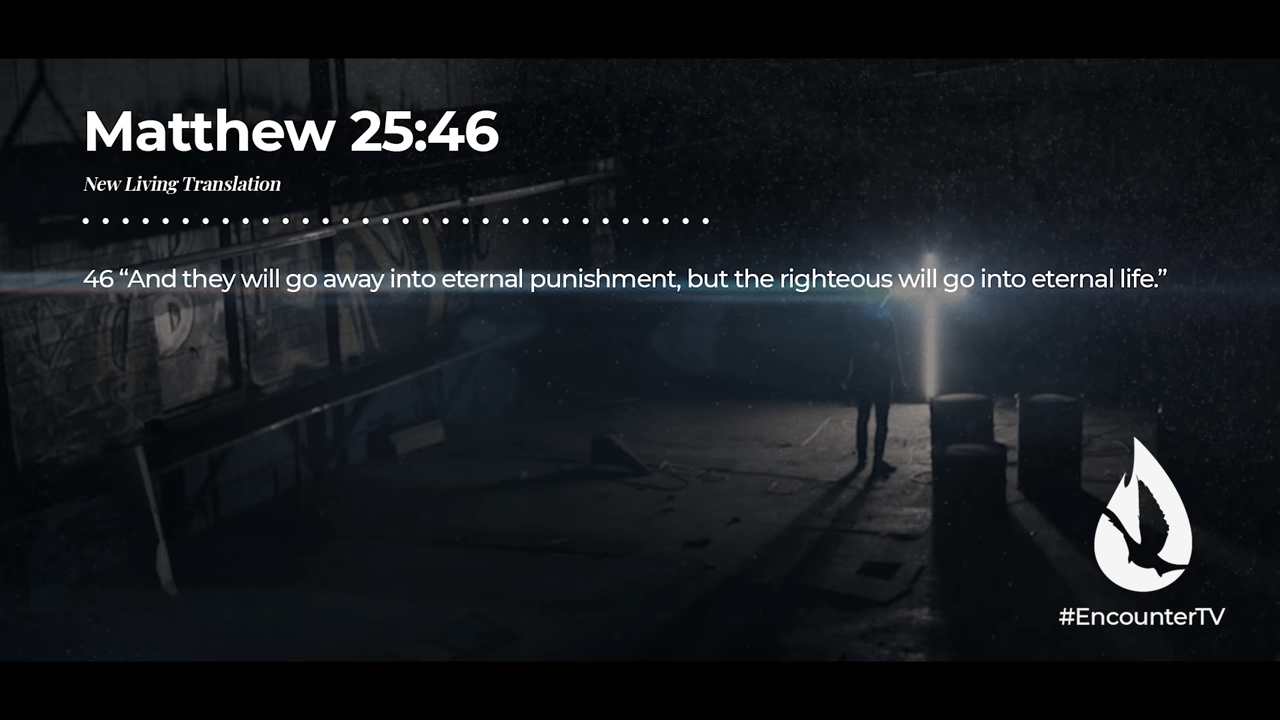 Matthew 25:46
New Living Translation
46 “And they will go away into eternal punishment, but the righteous will go into eternal life.”
#EncounterTV